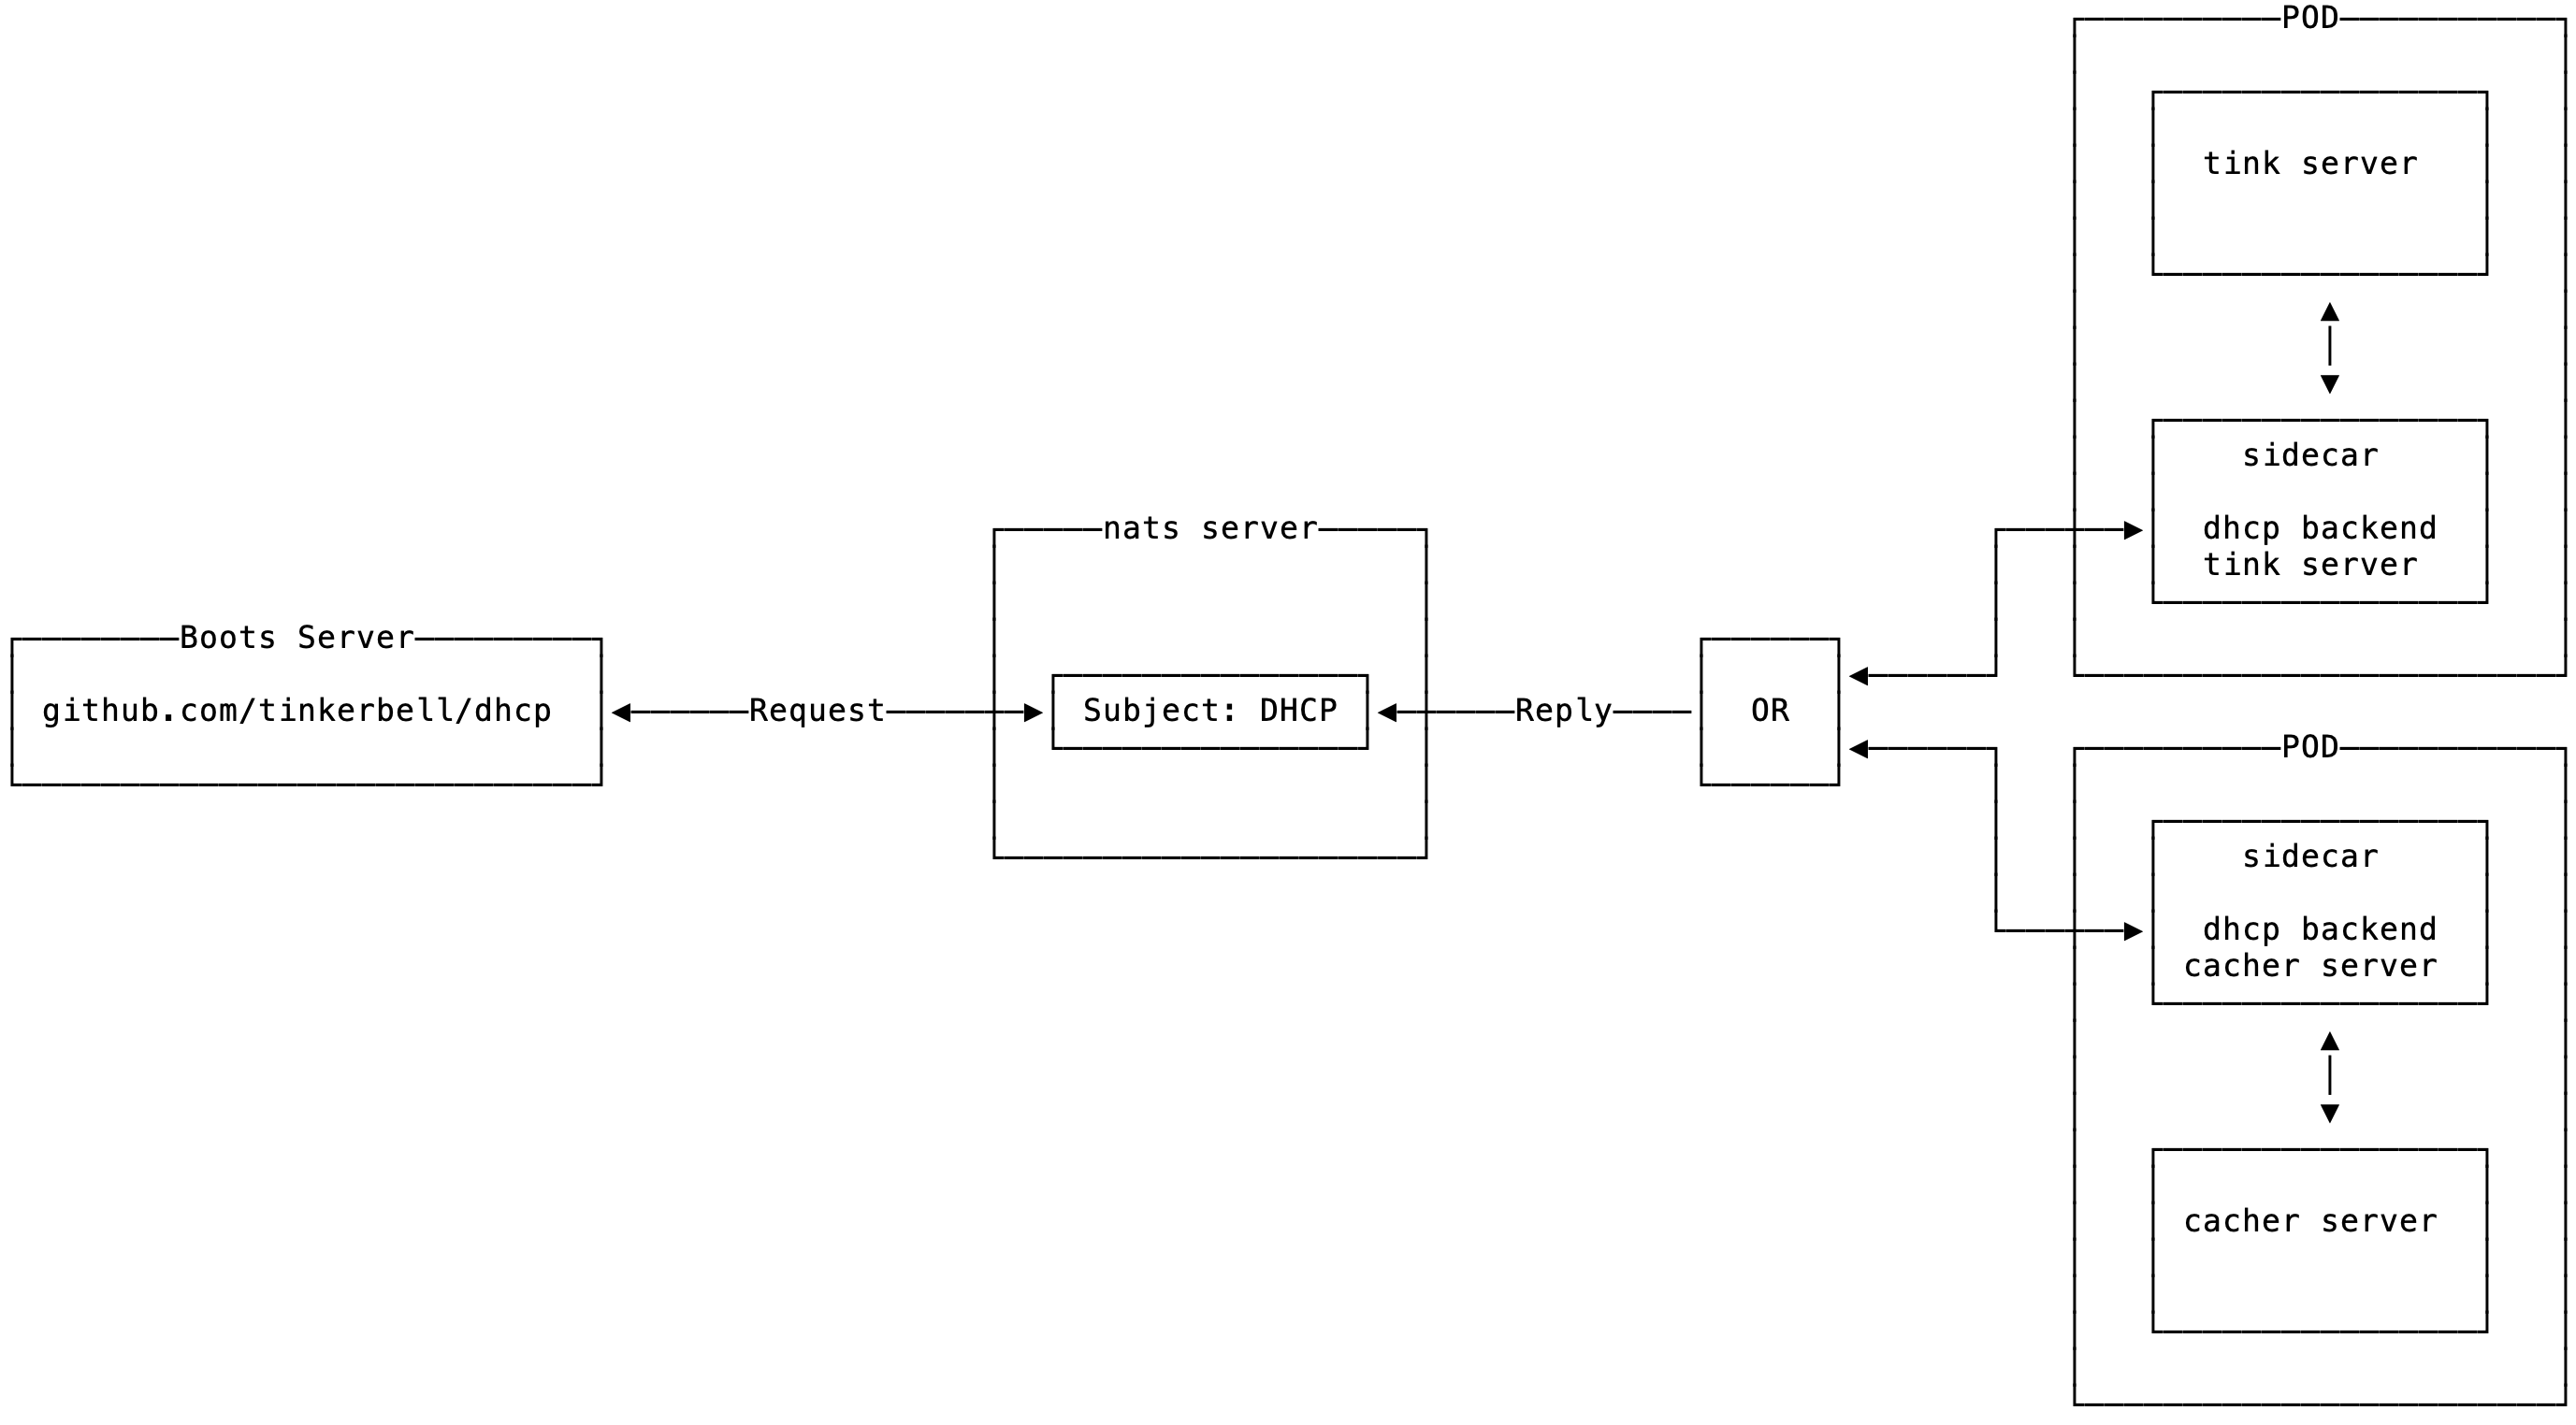 POD
tink server
sidecar
dhcp backend
tink server
nats server
Boots Server
github.com/tinkerbell/dhcp
Request
Subject: DHCP
Reply
OR
POD
sidecar
dhcp backend
cacher server
cacher server